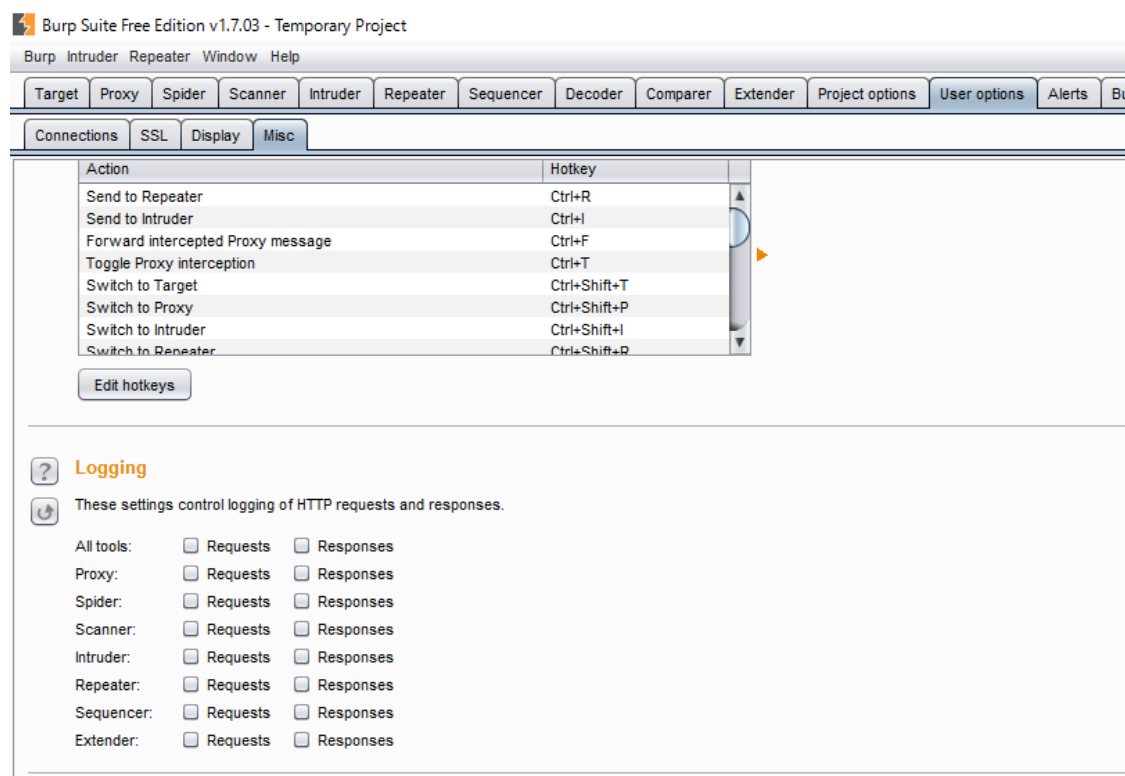 Burp Suite Free Edition v1.7.03 - Temporary Project
Burp Intruder Repeater Window Help
Target Proxy Spider Scanner Intruder Repeater Sequencer Decoder Comparer Extender Project options User options Alerts
Connections SSL Display Misc
Action Hotkey
Send to Repeater Ctrl+R
Send to Intruder Ctrl+I
Forward intercepted Proxy message Ctrl+F
Toggle Proxy interception Ctrl+T
Switch to Target Ctrl+Shift+T
Switch to Proxy Ctrl+Shift+P
Switch to Intruder Ctrl+Shift+I
Switch to Repeater Ctrl+Shift+R
Edit hotkeys
? Logging
These settings control logging of HTTP requests and responses.
All tools: Requests Responses
Proxy: Requests Responses
Spider: Requests Responses
Scanner: Requests Responses
Intruder: Requests Responses
Repeater: Requests Responses
Sequencer: Requests Responses
Extender: Requests Responses